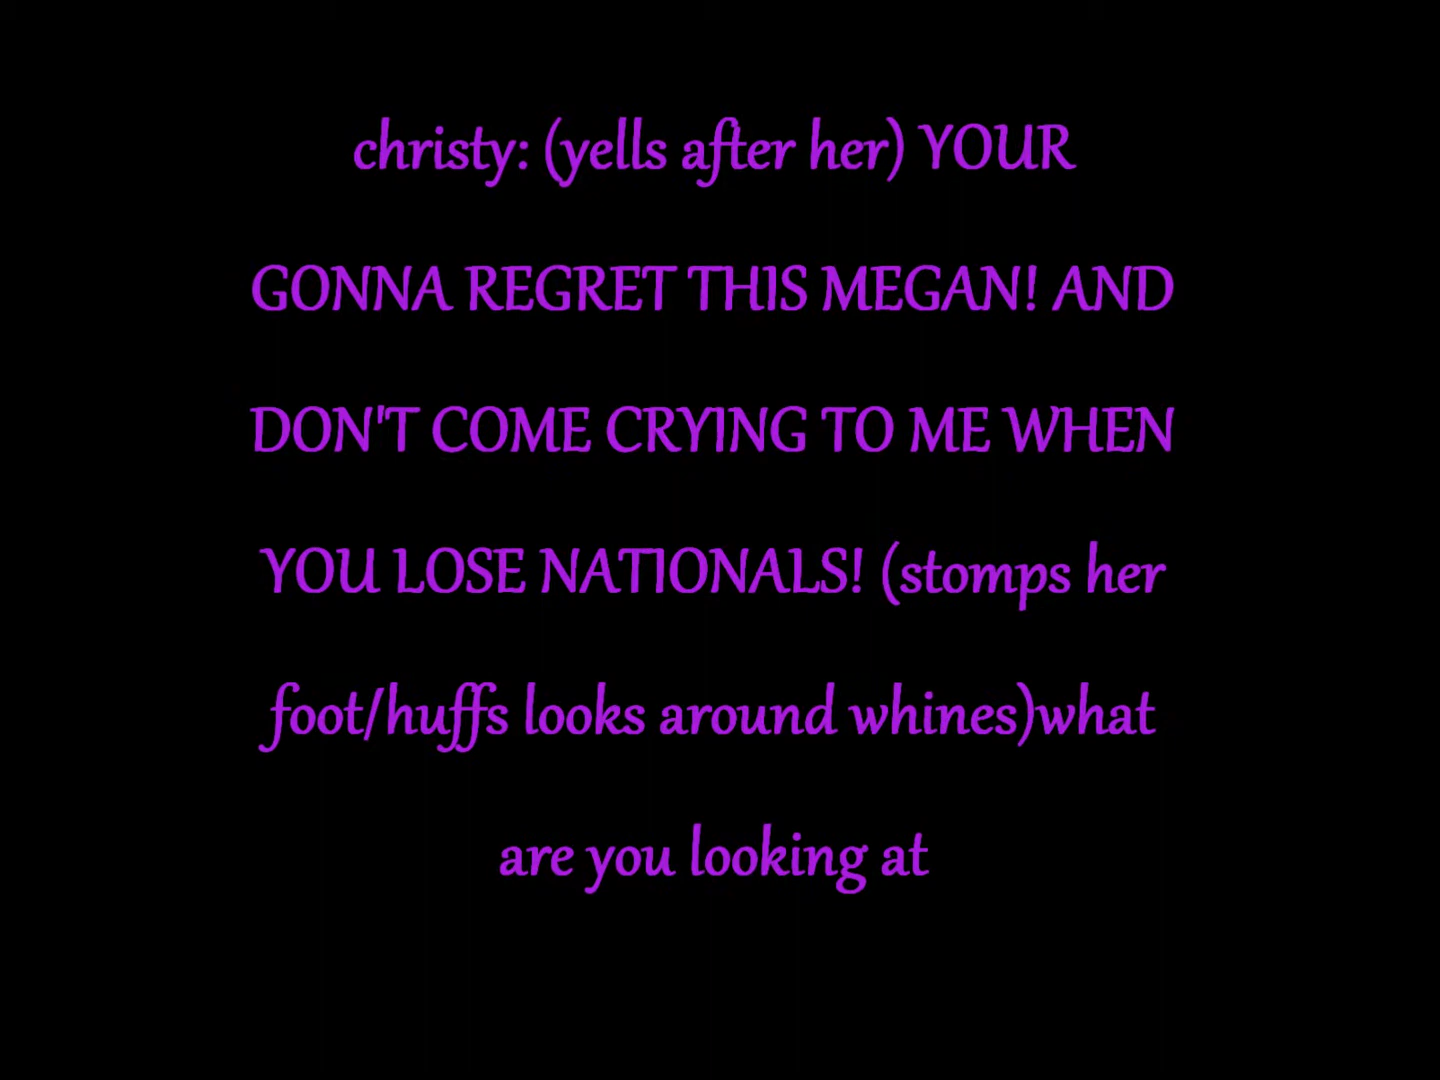 christy: (yells after her) YOUR
GONNA REGRET THIS MEGAN! AND
DON'T COME CRYING TO ME WHEN
YOU LOSE NATIONALS! (stomps her
foot/huffs looks around whines)what
are you looking at